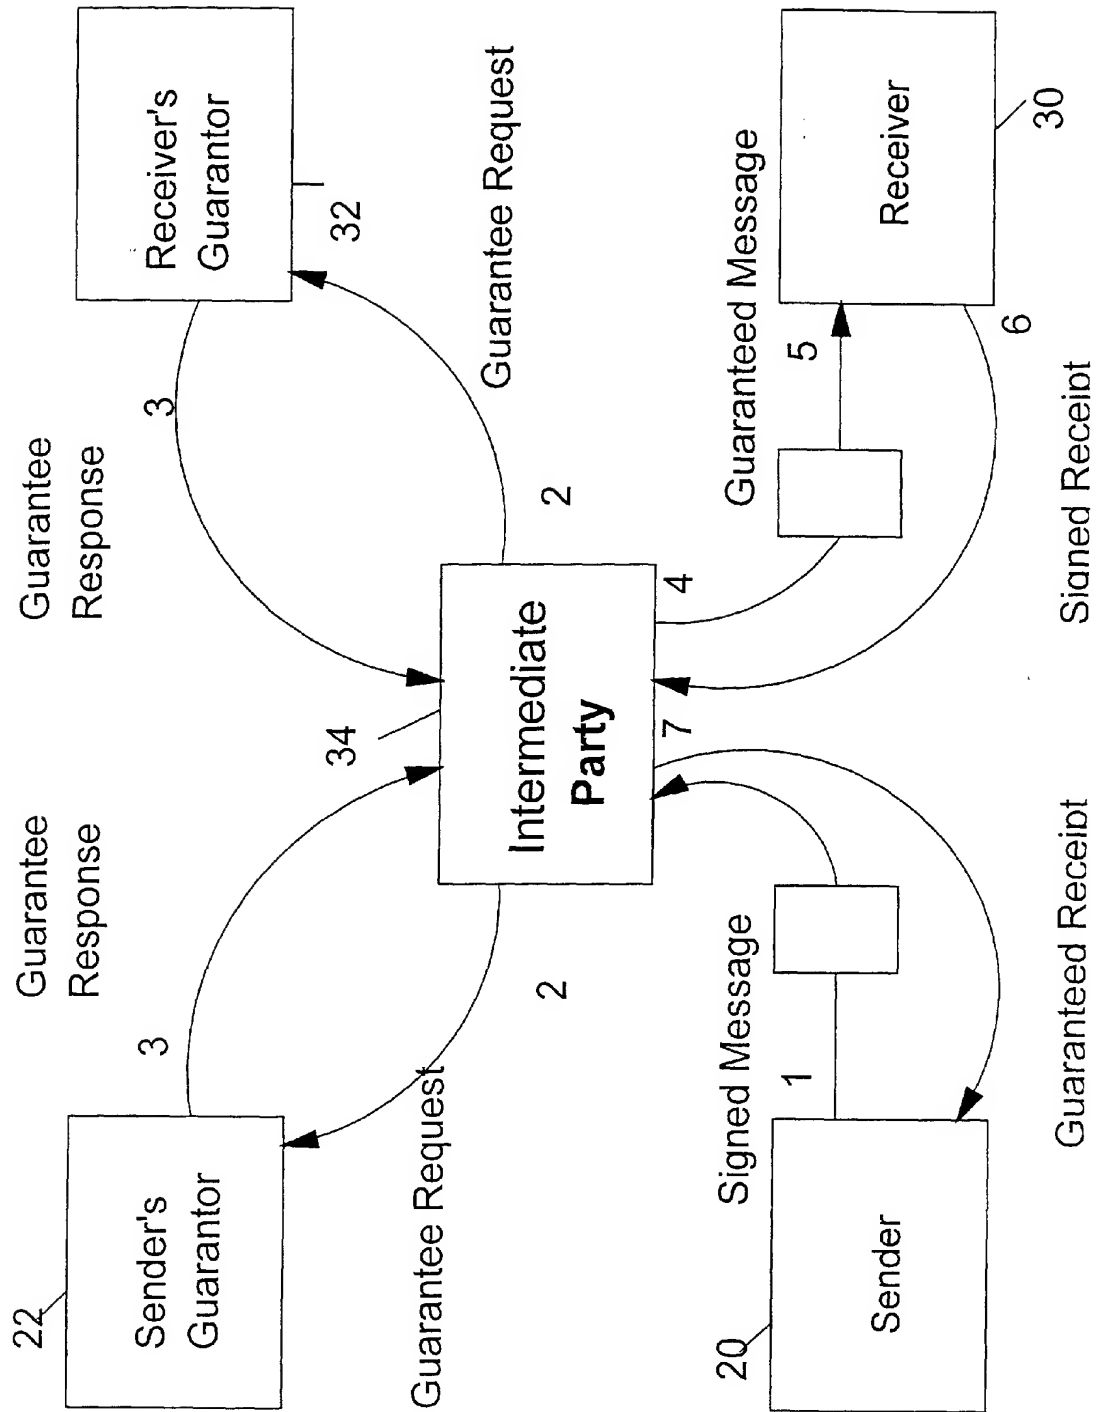 22
Guarantee
Response
Guarantee
Response
Sender's
Guarantor
3
3
Receiver's
Guarantor
34
32
Guarantee Request
2
2
Guarantee Request
Intermediate
Party
20
Signed Message
7
4
Guaranteed Message
1
5
Sender
Receiver
6
30
Guaranteed Receipt
Signed Receipt